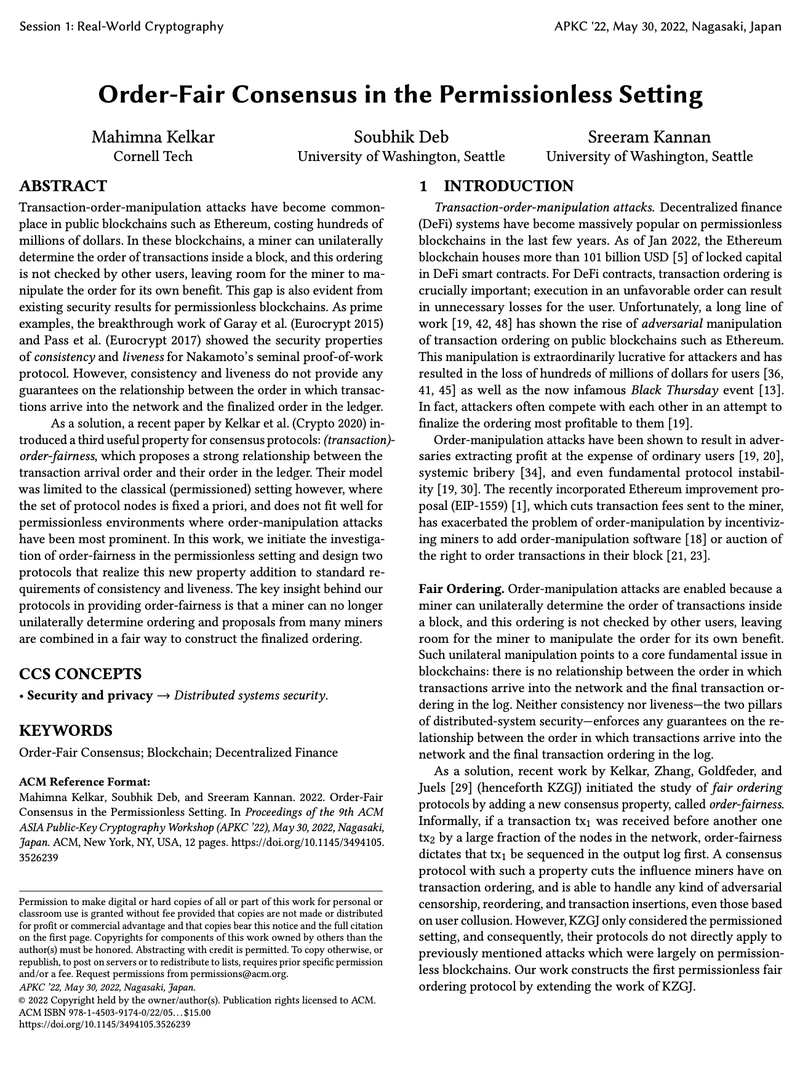 Session 1: Real-World Cryptography
APKC '22, May 30, 2022, Nagasaki, Japan
Order-Fair Consensus in the Permissionless Setting
Mahimna Kelkar
Cornell Tech
Soubhik Deb
University of Washington, Seattle
Sreeram Kannan
University of Washington, Seattle
ABSTRACT
Transaction-order-manipulation attacks have become common-
place in public blockchains such as Ethereum, costing hundreds of
millions of dollars. In these blockchains, a miner can unilaterally
determine the order of transactions inside a block, and this ordering
is not checked by other users, leaving room for the miner to ma-
nipulate the order for its own benefit. This gap is also evident from
existing security results for permissionless blockchains. As prime
examples, the breakthrough work of Garay et al. (Eurocrypt 2015)
and Pass et al. (Eurocrypt 2017) showed the security properties
of consistency and liveness for Nakamoto's seminal proof-of-work
protocol. However, consistency and liveness do not provide any
guarantees on the relationship between the order in which transac-
tions arrive into the network and the finalized order in the ledger.
As a solution, a recent paper by Kelkar et al. (Crypto 2020) in-
troduced a third useful property for consensus protocols: (transaction)-
order-fairness, which proposes a strong relationship between the
transaction arrival order and their order in the ledger. Their model
was limited to the classical (permissioned) setting however, where
the set of protocol nodes is fixed a priori, and does not fit well for
permissionless environments where order-manipulation attacks
have been most prominent. In this work, we initiate the investiga-
tion of order-fairness in the permissionless setting and design two
protocols that realize this new property addition to standard re-
quirements of consistency and liveness. The key insight behind our
protocols in providing order-fairness is that a miner can no longer
unilaterally determine ordering and proposals from many miners
are combined in a fair way to construct the finalized ordering.
CCS CONCEPTS
• Security and privacy → Distributed systems security.
KEYWORDS
Order-Fair Consensus; Blockchain; Decentralized Finance
ACM Reference Format:
Mahimna Kelkar, Soubhik Deb, and Sreeram Kannan. 2022. Order-Fair
Consensus in the Permissionless Setting. In Proceedings of the 9th ACM
ASIA Public-Key Cryptography Workshop (APKC '22), May 30, 2022, Nagasaki,
Japan. ACM, New York, NY, USA, 12 pages. https://doi.org/10.1145/3494105.
3526239
Permission to make digital or hard copies of all or part of this work for personal or
classroom use is granted without fee provided that copies are not made or distributed
for profit or commercial advantage and that copies bear this notice and the full citation
on the first page. Copyrights for components of this work owned by others than the
author(s) must be honored. Abstracting with credit is permitted. To copy otherwise, or
republish, to post on servers or to redistribute to lists, requires prior specific permission
and/or a fee. Request permissions from permissions@acm.org.
APKC '22, May 30, 2022, Nagasaki, Japan.
© 2022 Copyright held by the owner/author(s). Publication rights licensed to ACM.
ACM ISBN 978-1-4503-9174-0/22/05...$15.00
https://doi.org/10.1145/3494105.3526239
1 INTRODUCTION
Transaction-order-manipulation attacks. Decentralized finance
(DeFi) systems have become massively popular on permissionless
blockchains in the last few years. As of Jan 2022, the Ethereum
blockchain houses more than 101 billion USD [5] of locked capital
in DeFi smart contracts. For DeFi contracts, transaction ordering is
crucially important; execution in an unfavorable order can result
in unnecessary losses for the user. Unfortunately, a long line of
work [19, 42, 48] has shown the rise of adversarial manipulation
of transaction ordering on public blockchains such as Ethereum.
This manipulation is extraordinarily lucrative for attackers and has
resulted in the loss of hundreds of millions of dollars for users [36,
41, 45] as well as the now infamous Black Thursday event [13].
In fact, attackers often compete with each other in an attempt to
finalize the ordering most profitable to them [19].
Order-manipulation attacks have been shown to result in adver-
saries extracting profit at the expense of ordinary users [19, 20],
systemic bribery [34], and even fundamental protocol instabil-
ity [19, 30]. The recently incorporated Ethereum improvement pro-
posal (EIP-1559) [1], which cuts transaction fees sent to the miner,
has exacerbated the problem of order-manipulation by incentiviz-
ing miners to add order-manipulation software [18] or auction of
the right to order transactions in their block [21, 23].
Fair Ordering. Order-manipulation attacks are enabled because a
miner can unilaterally determine the order of transactions inside
a block, and this ordering is not checked by other users, leaving
room for the miner to manipulate the order for its own benefit.
Such unilateral manipulation points to a core fundamental issue in
blockchains: there is no relationship between the order in which
transactions arrive into the network and the final transaction or-
dering in the log. Neither consistency nor liveness—the two pillars
of distributed-system security—enforces any guarantees on the re-
lationship between the order in which transactions arrive into the
network and the final transaction ordering in the log.
As a solution, recent work by Kelkar, Zhang, Goldfeder, and
Juels [29] (henceforth KZGJ) initiated the study of fair ordering
protocols by adding a new consensus property, called order-fairness.
Informally, if a transaction tx₁ was received before another one
tx₂ by a large fraction of the nodes in the network, order-fairness
dictates that tx₁ be sequenced in the output log first. A consensus
protocol with such a property cuts the influence miners have on
transaction ordering, and is able to handle any kind of adversarial
censorship, reordering, and transaction insertions, even those based
on user collusion. However, KZGJ only considered the permissioned
setting, and consequently, their protocols do not directly apply to
previously mentioned attacks which were largely on permission-
less blockchains. Our work constructs the first permissionless fair
ordering protocol by extending the work of KZGJ.